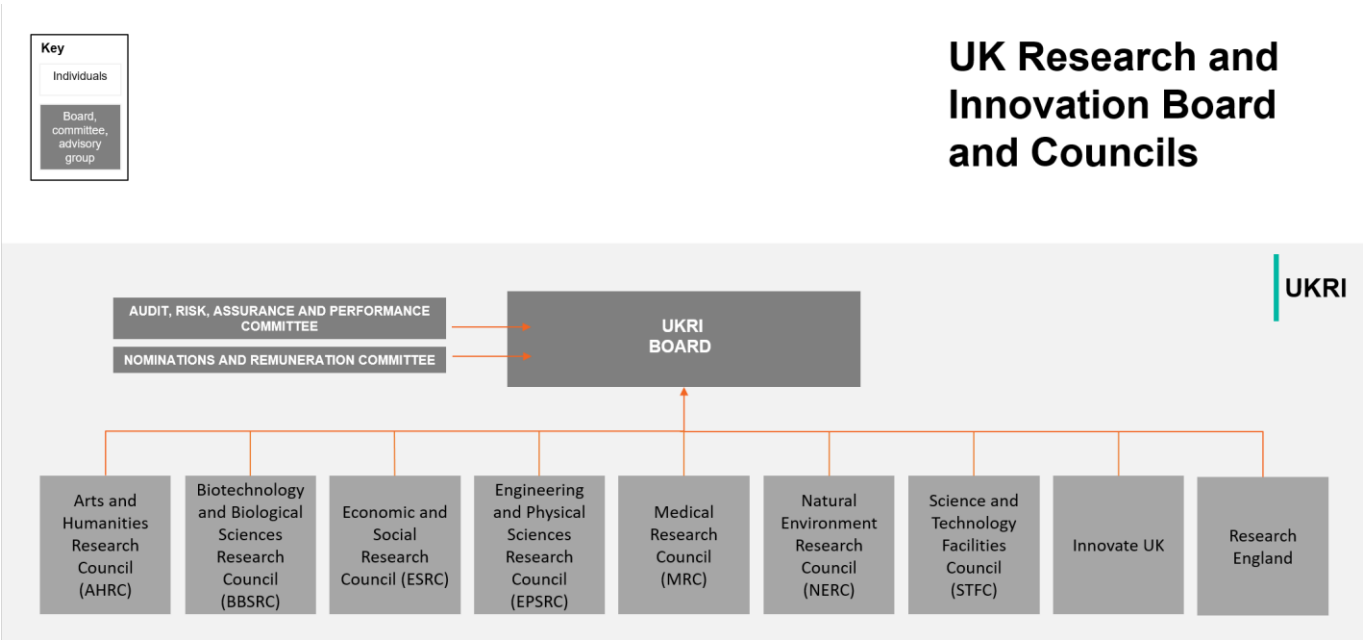 Key
Individuals
Board,
committee,
advisory
group
UK Research and
Innovation Board
and Councils
UKRI
AUDIT, RISK, ASSURANCE AND PERFORMANCE
COMMITTEE
NOMINATIONS AND REMUNERATION COMMITTEE
UKRI
BOARD
Arts and
Humanities
Research
Council
(AHRC)
Biotechnology
and Biological
Sciences
Research
Council
(BBSRC)
Economic and
Social
Research
Council (ESRC)
Engineering
and Physical
Sciences
Research
Council
(EPSRC)
Medical
Research
Council
(MRC)
Natural
Environment
Research
Council
(NERC)
Science and
Technology
Facilities
Council
(STFC)
Innovate UK
Research
England